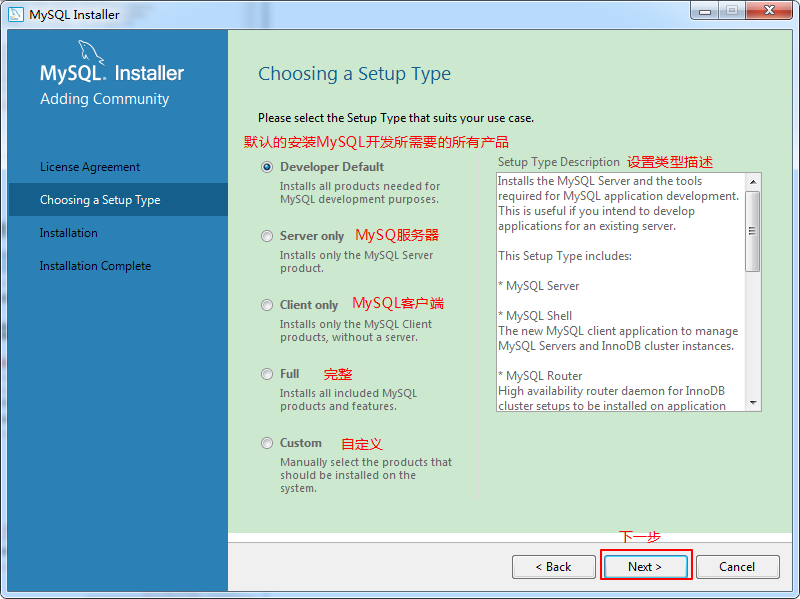 MySQL Installer
MySQL. Installer
Adding Community
License Agreement
Choosing a Setup Type
Installation
Installation Complete
Choosing a Setup Type
Please select the Setup Type that suits your use case.
默认的安装MySQL开发所需要的所有产品
Developer Default
Installs all products needed for
MySQL development purposes.
Server only MySQ服务器
Installs only the MySQL Server
product.
Client only MySQL客户端
Installs only the MySQL Client
products, without a server.
Full 完整
Installs all included MySQL
products and features.
Custom 自定义
Manually select the products that
should be installed on the
system.
Setup Type Description 设置类型描述
Installs the MySQL Server and the tools
required for MySQL application development.
This is useful if you intend to develop
applications for an existing server.
This Setup Type includes:
* MySQL Server
* MySQL Shell
The new MySQL client application to manage
MySQL Servers and InnoDB cluster instances.
* MySQL Router
High availability router daemon for InnoDB
cluster setups to be installed on application
下一步
< Back
Next >
Cancel